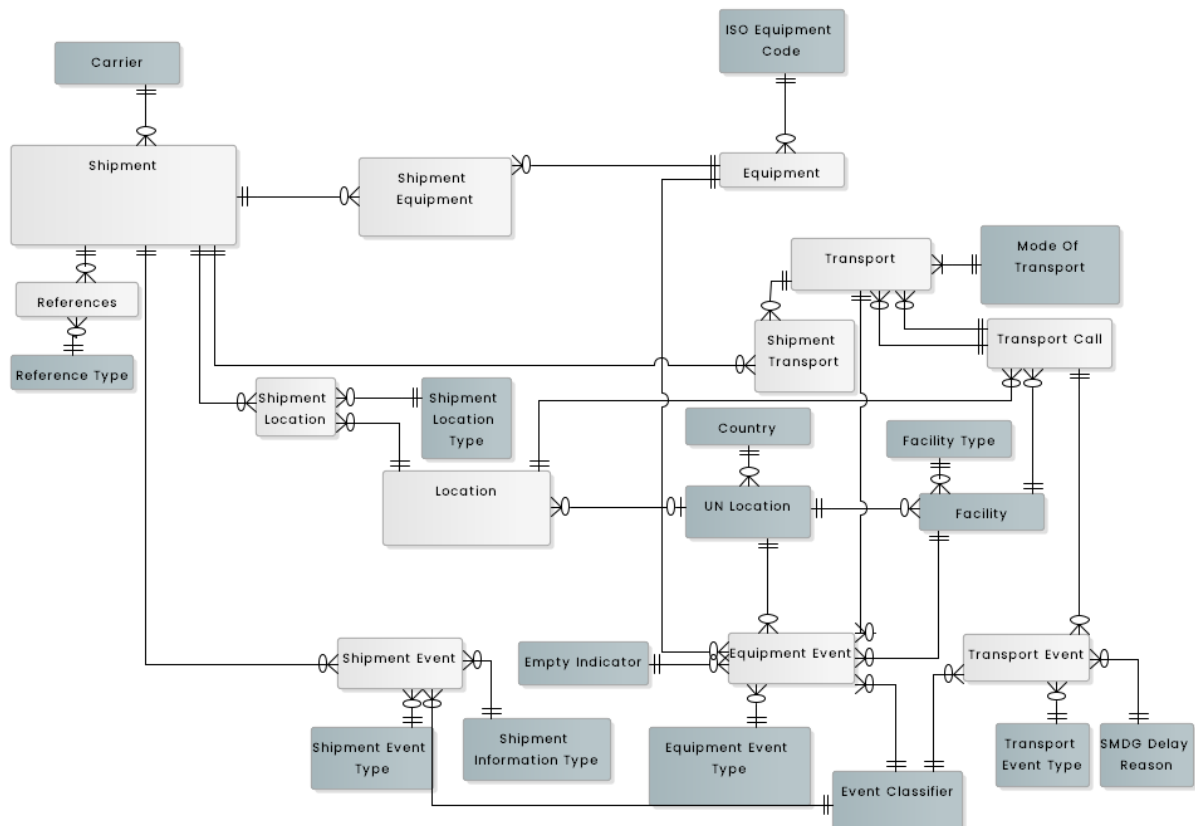 ISO Equipment
Code
Carrier
Shipment
Shipment
Equipment
Equipment
Mode Of
Transport
Transport
References
Shipment
Transport
Transport Call
Reference Type
Shipment
Location
Shipment
Location
Type
Country
Facility Type
Location
UN Location
Facility
Shipment Event
Empty Indicator
Equipment Event
Transport Event
Shipment Event
Type
Shipment
Information Type
Equipment Event
Type
Transport
Event Type
SMDG Delay
Reason
Event Classifier